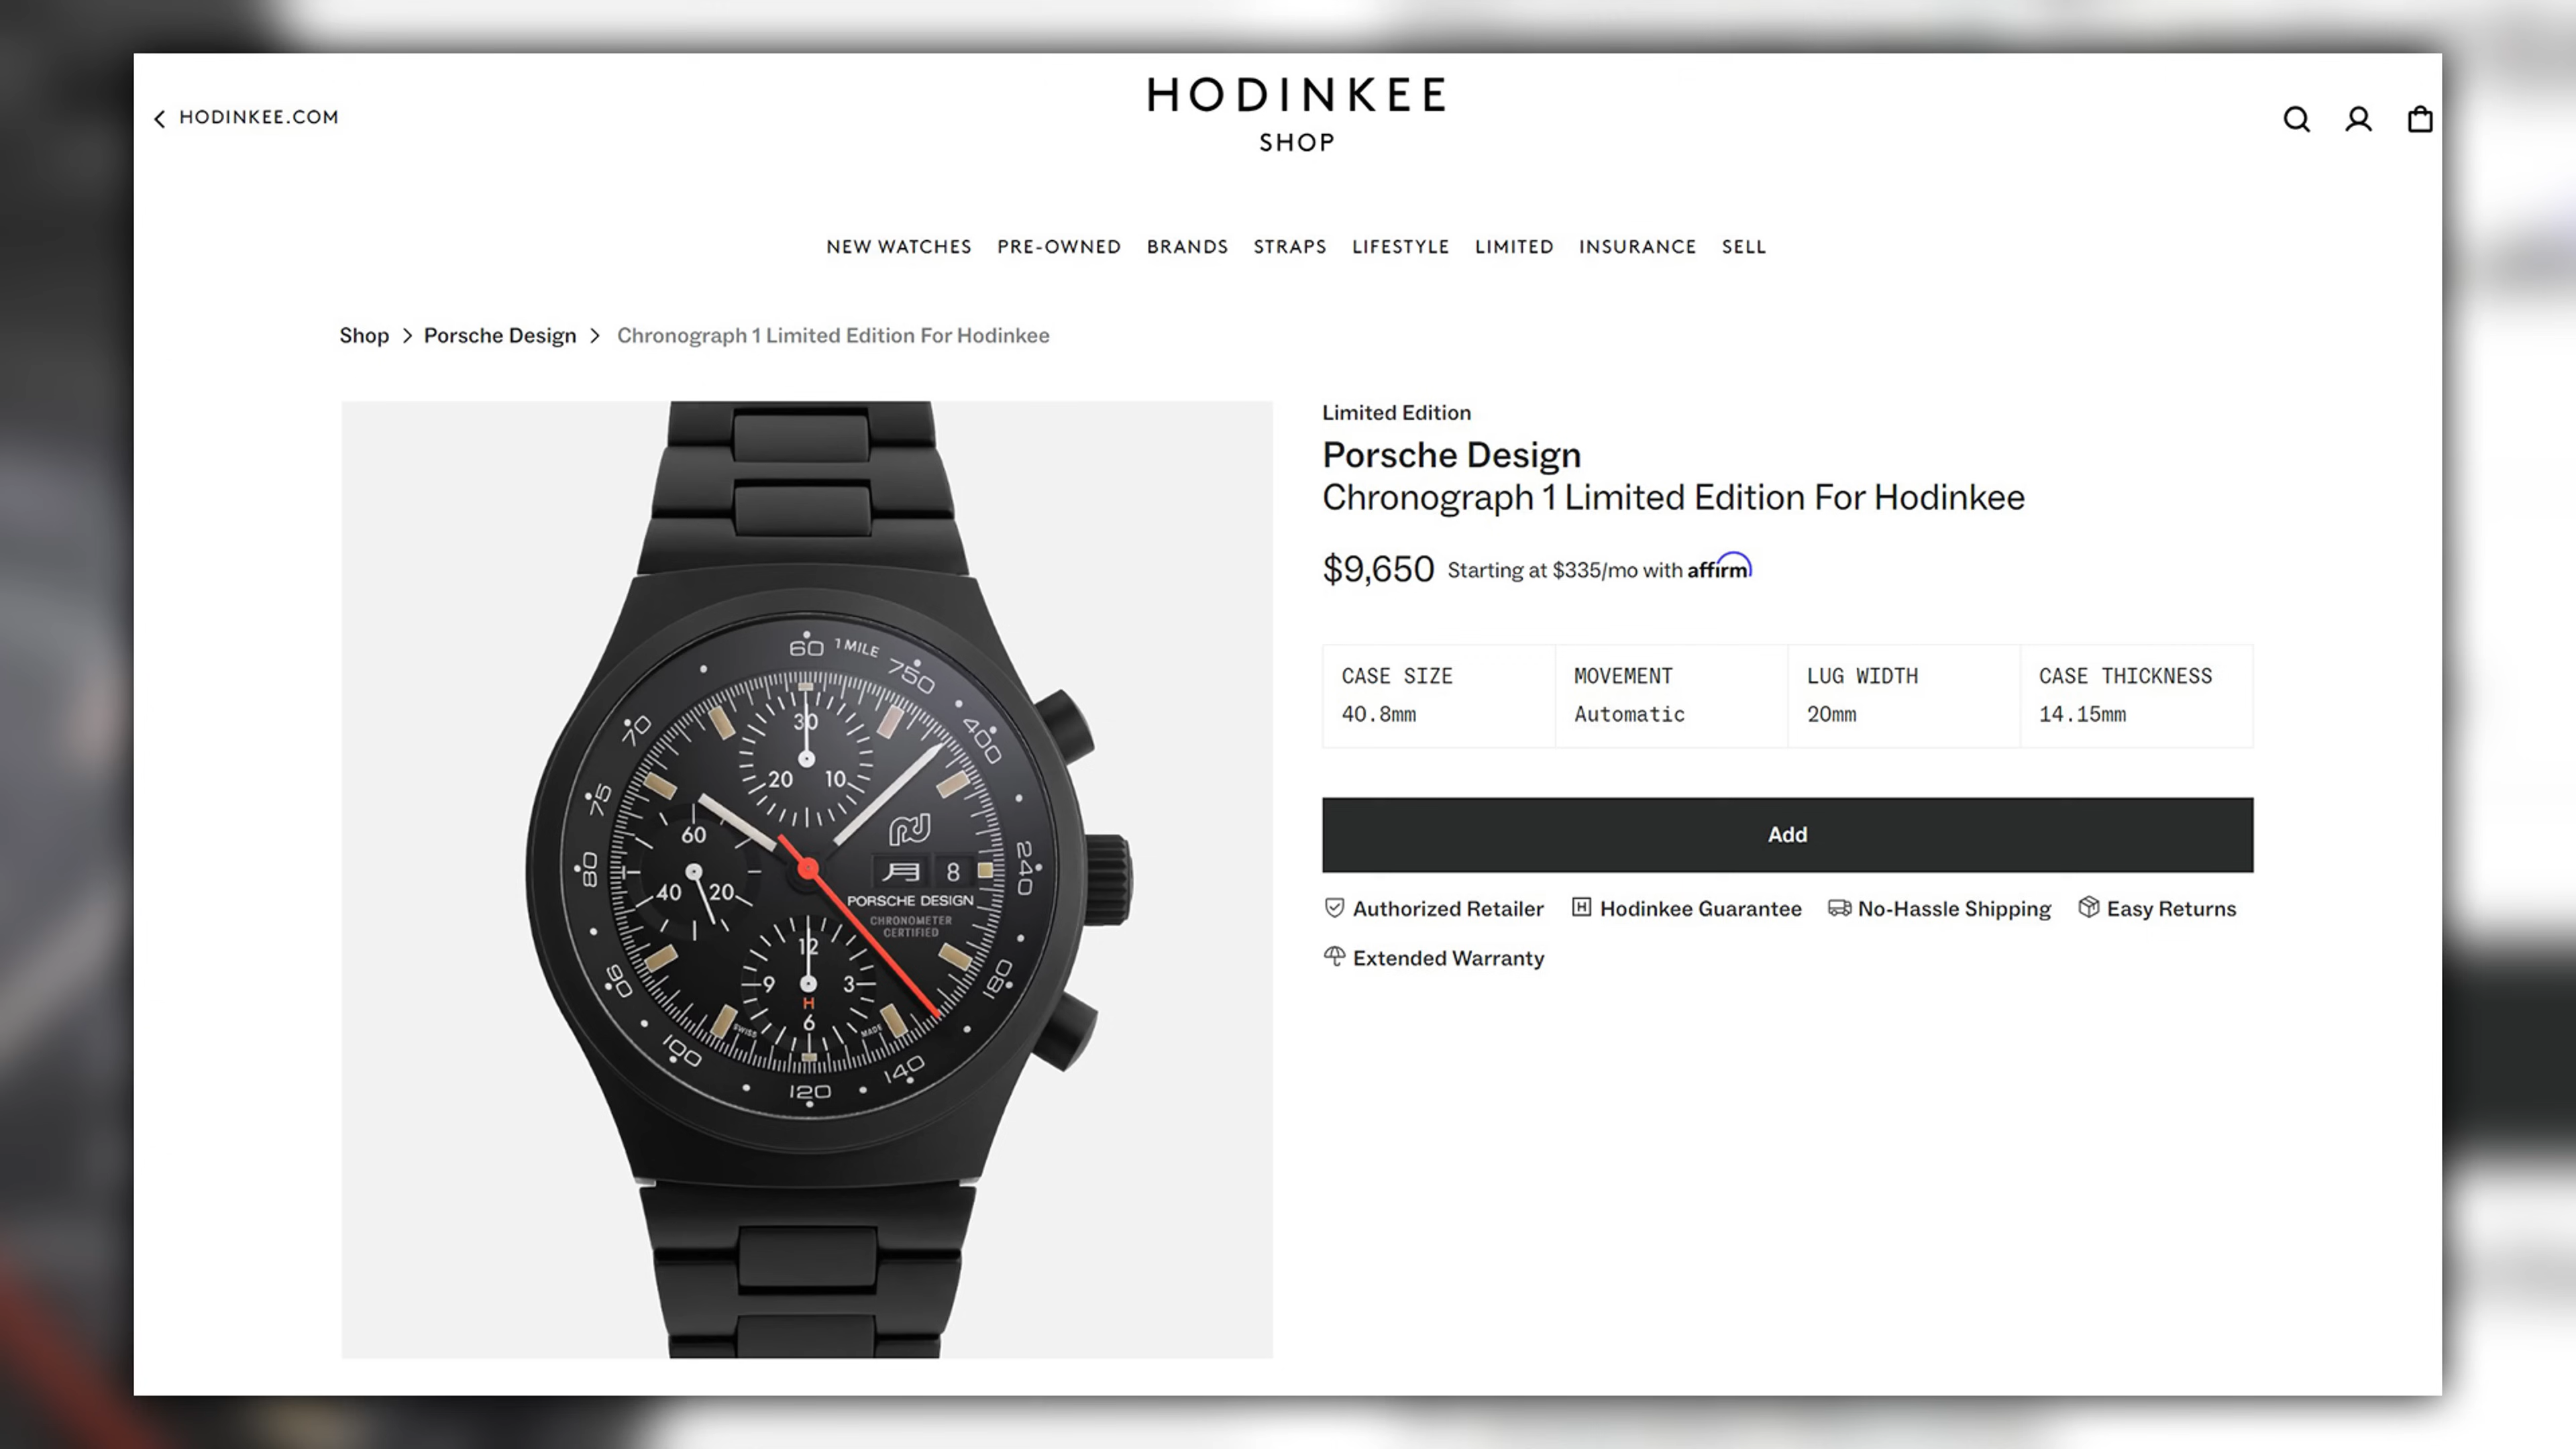 HODINKEE.COM
HODINKEE
SHOP
NEW WATCHES PRE-OWNED BRANDS STRAPS LIFESTYLE LIMITED INSURANCE SELL
Shop > Porsche Design > Chronograph 1 Limited Edition For Hodinkee
60 1 MILE 750 400 240 180 140 120 100 90 80 75 70
30
20 10
60
40 20
月 8
PORSCHE DESIGN
CHRONOMETER
CERTIFIED
12
9 3
H
6
SWISS MADE
Limited Edition
Porsche Design
Chronograph 1 Limited Edition For Hodinkee
$9,650 Starting at $335/mo with affirm
CASE SIZE MOVEMENT LUG WIDTH CASE THICKNESS
40.8mm Automatic 20mm 14.15mm
Add
Authorized Retailer Hodinkee Guarantee No-Hassle Shipping Easy Returns
Extended Warranty